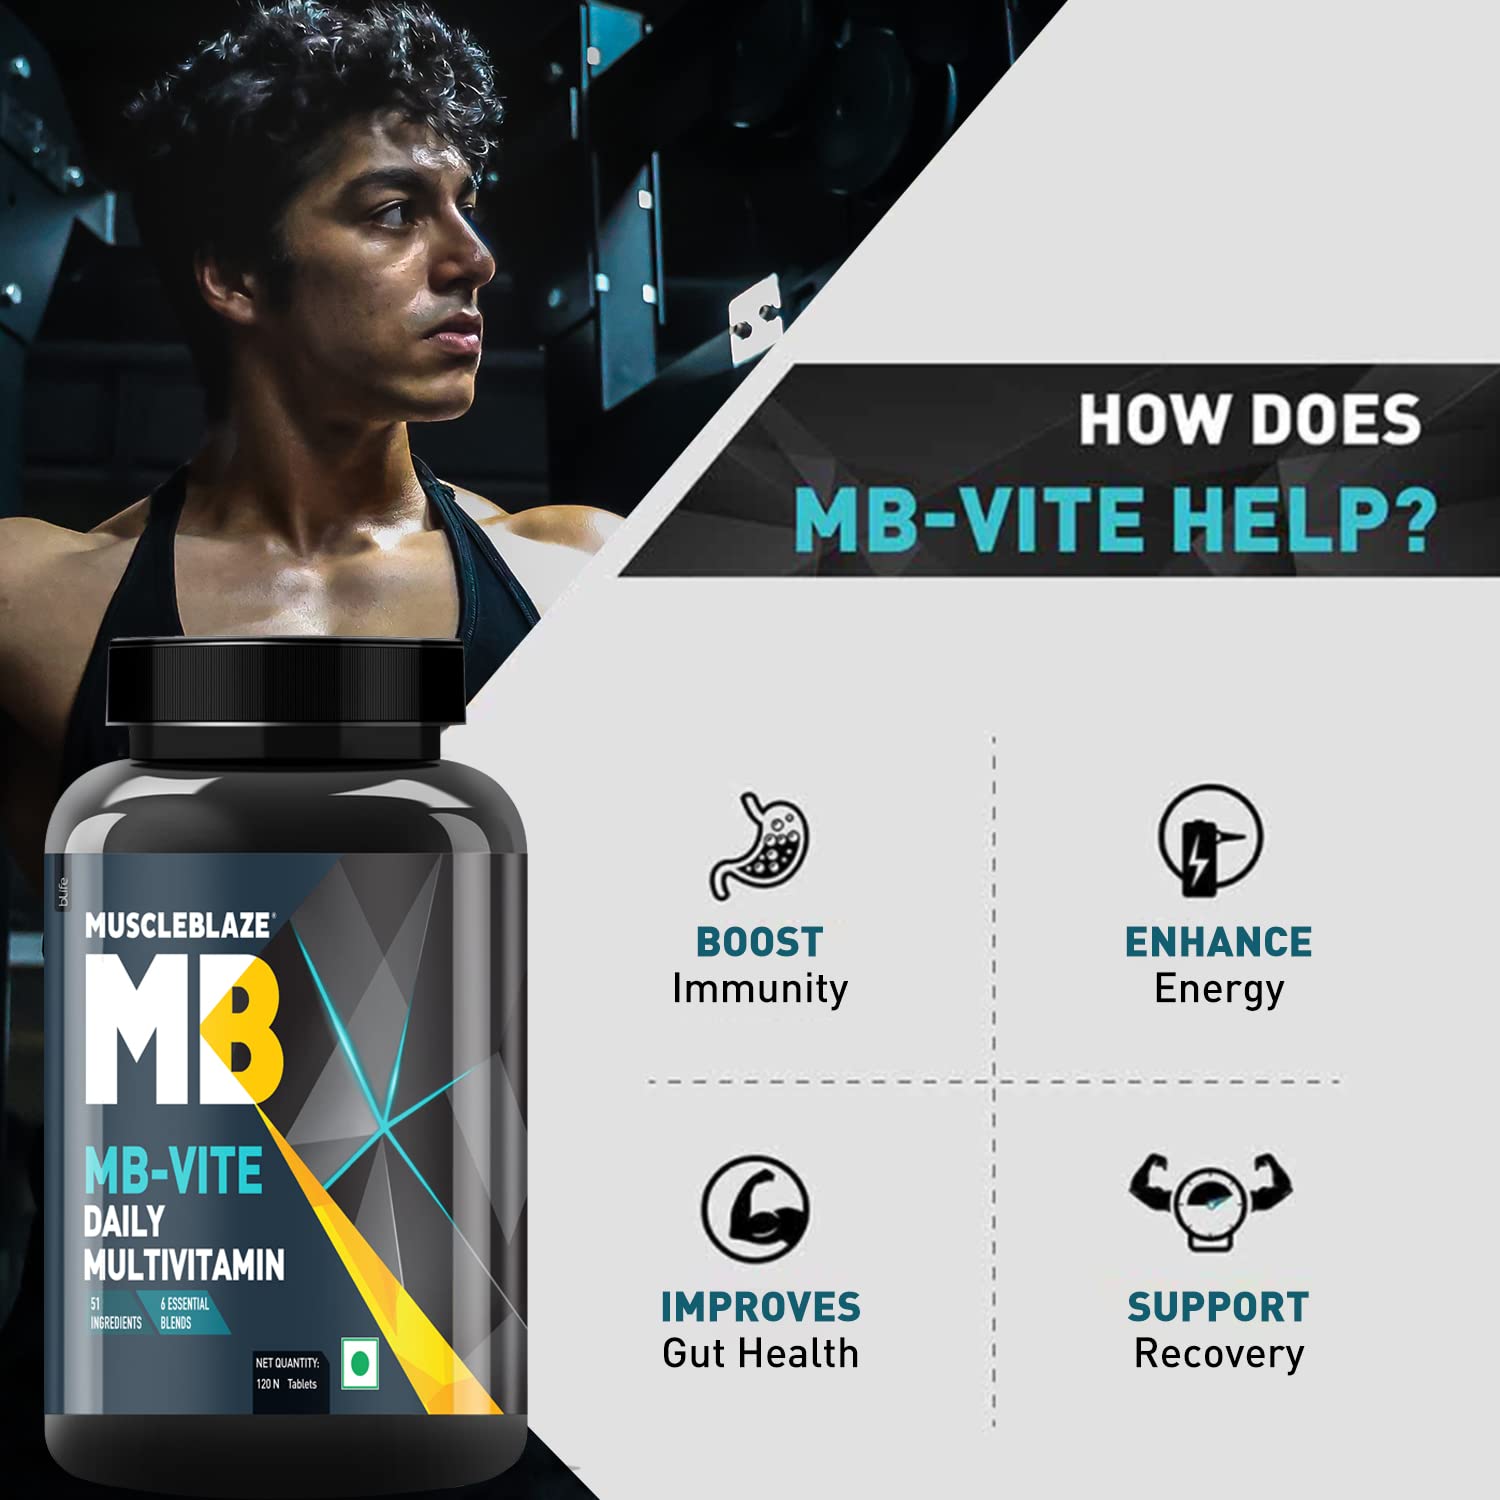 HOW DOES
MB-VITE HELP?
BOOST
Immunity
ENHANCE
Energy
IMPROVES
Gut Health
SUPPORT
Recovery
bLife
MUSCLEBLAZE®
MB
MB-VITE
DAILY
MULTIVITAMIN
51
INGREDIENTS
6 ESSENTIAL
BLENDS
NET QUANTITY:
120 N Tablets